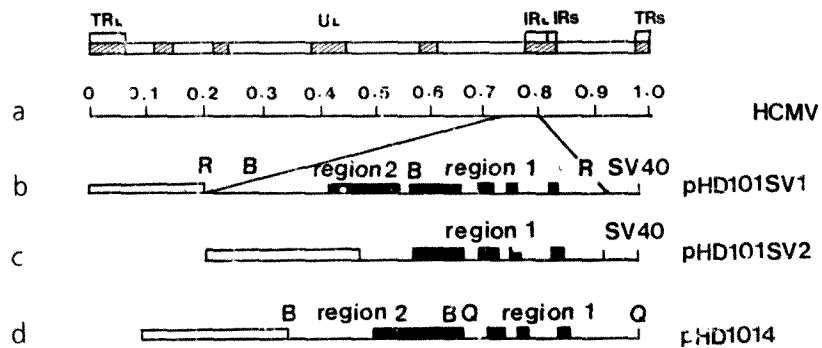 TRL UL IRL IRS TRS
0 0.1 0.2 0.3 0.4 0.5 0.6 0.7 0.8 0.9 1.0
a HCMV
R B region 2 B region 1 R SV40
b pHD101SV1
region 1 SV40
c pHD101SV2
B region 2 B Q region 1 Q
d pHD1014